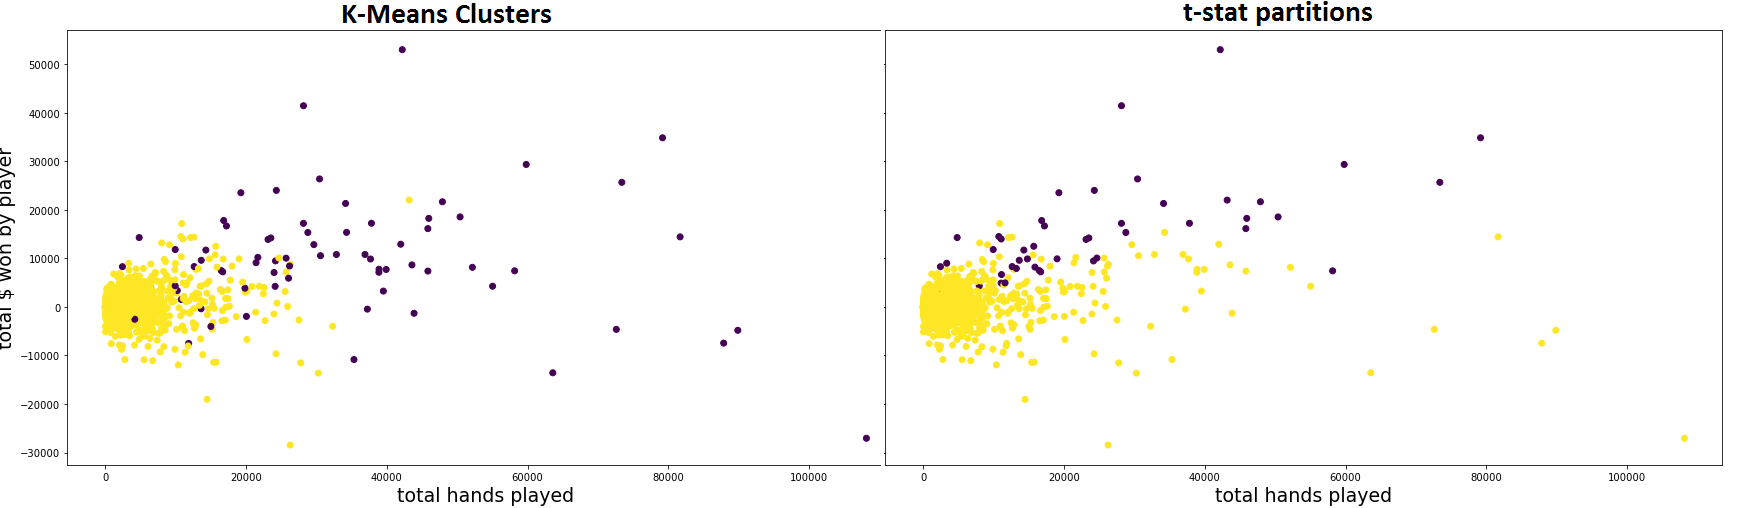 K-Means Clusters
t-stat partitions
total $ won by player
50000
40000
30000
20000
10000
0
−10000
−20000
−30000
0 20000 40000 60000 80000 100000
0 20000 40000 60000 80000 100000
total hands played
total hands played